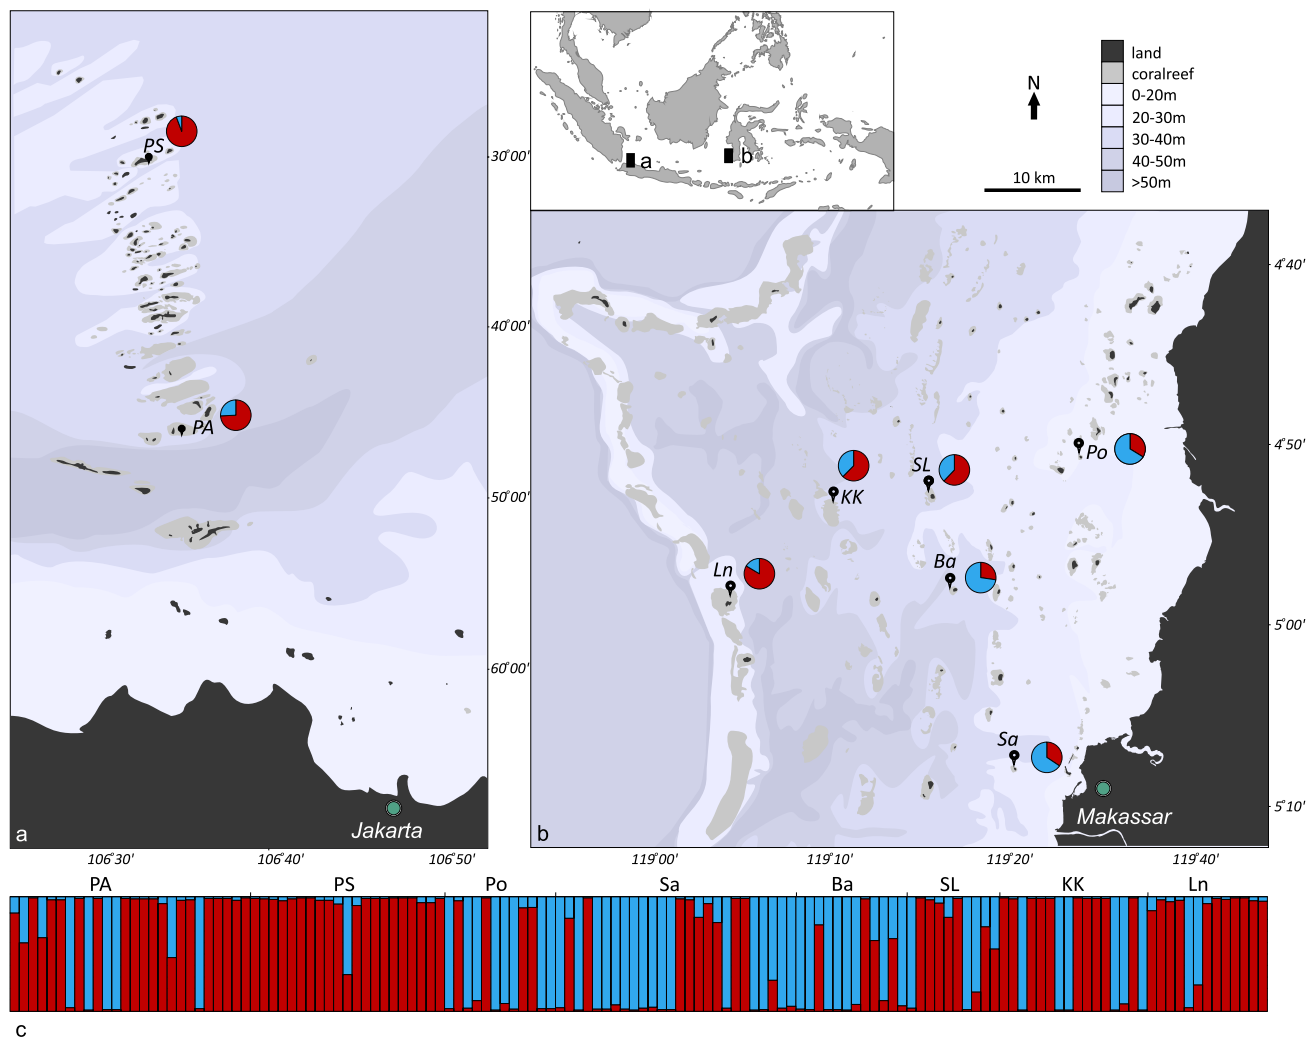 PS
PA
30°00'
40°00'
50°00'
60°00'
Jakarta
a
106°30'
106°40'
106°50'
a
b
N
10 km
land
coralreef
0-20m
20-30m
30-40m
40-50m
>50m
4°40'
4°50'
5°00'
5°10'
KK
SL
Po
Ln
Ba
Sa
Makassar
b
119°00'
119°10'
119°20'
119°40'
PA PS Po Sa Ba SL KK Ln
c